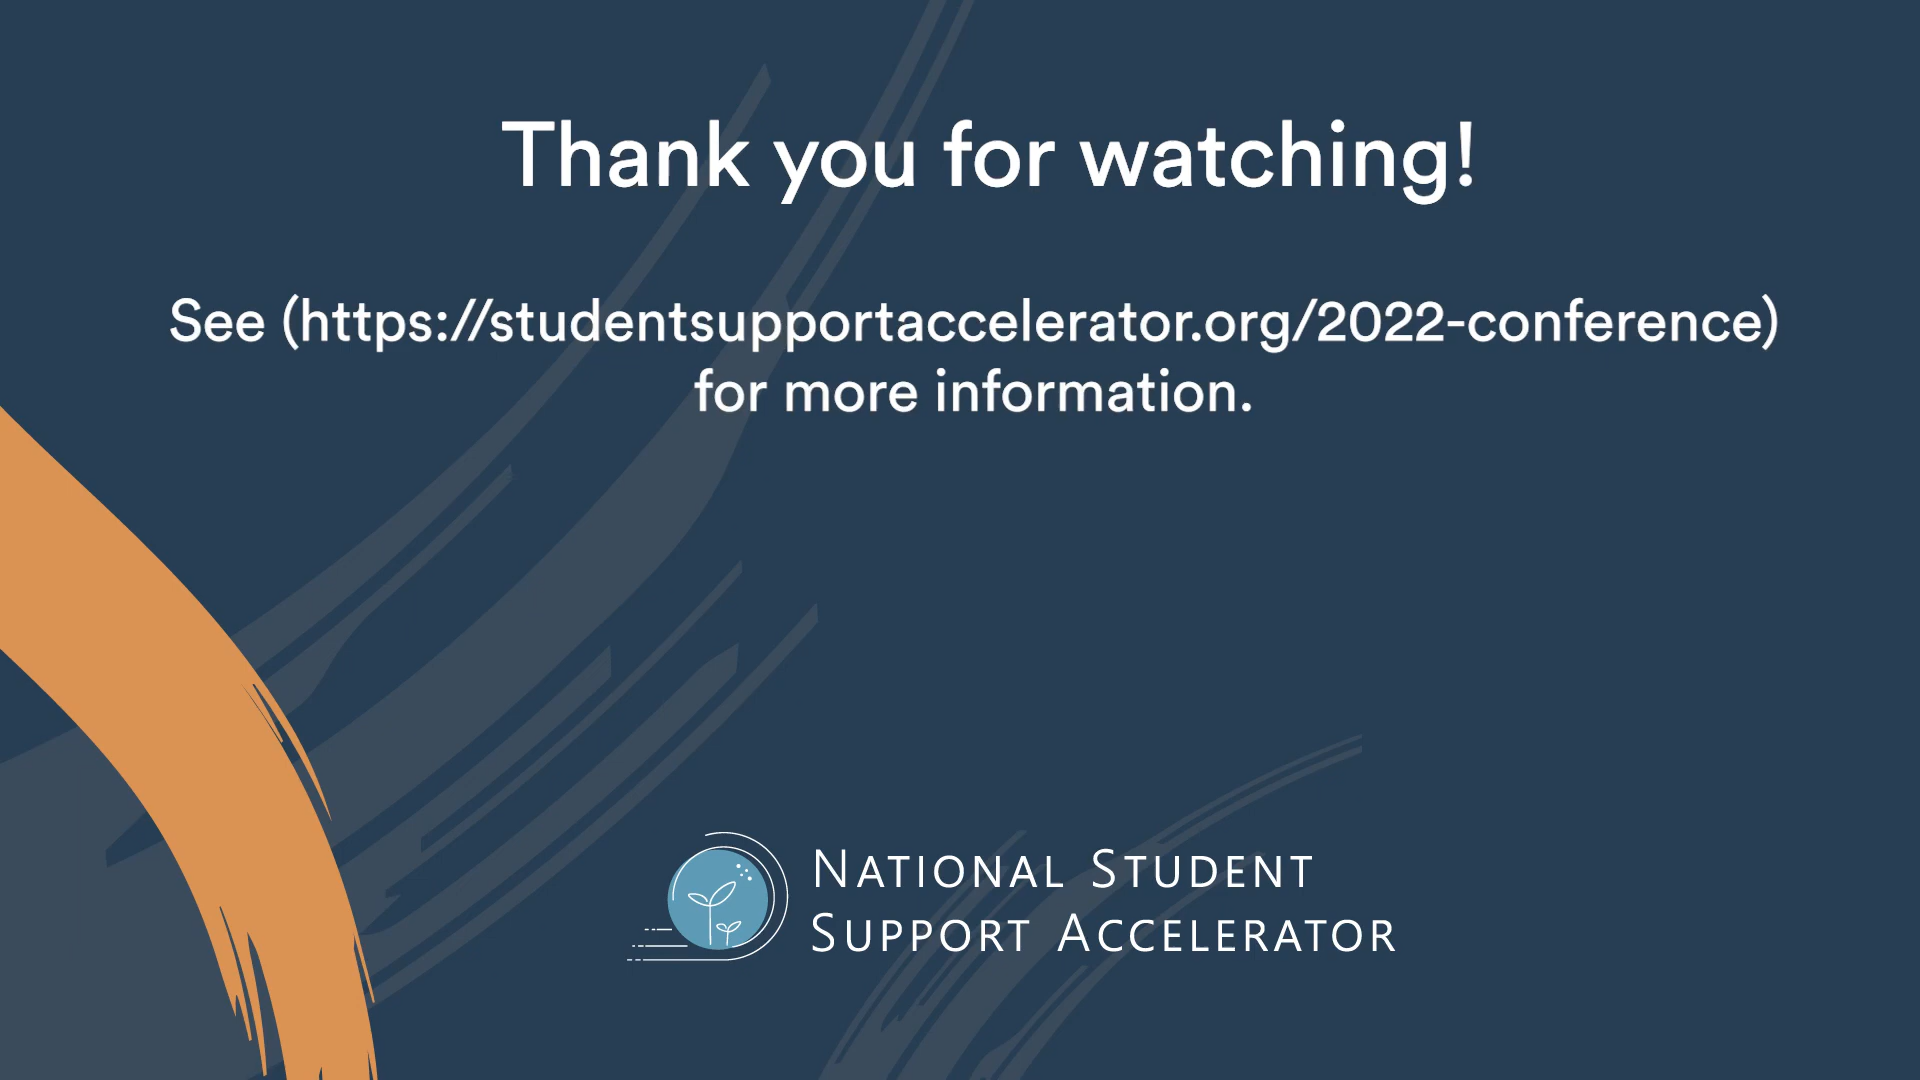 Thank you for watching!
See (https://studentsupportaccelerator.org/2022-conference)
for more information.
NATIONAL STUDENT
SUPPORT ACCELERATOR